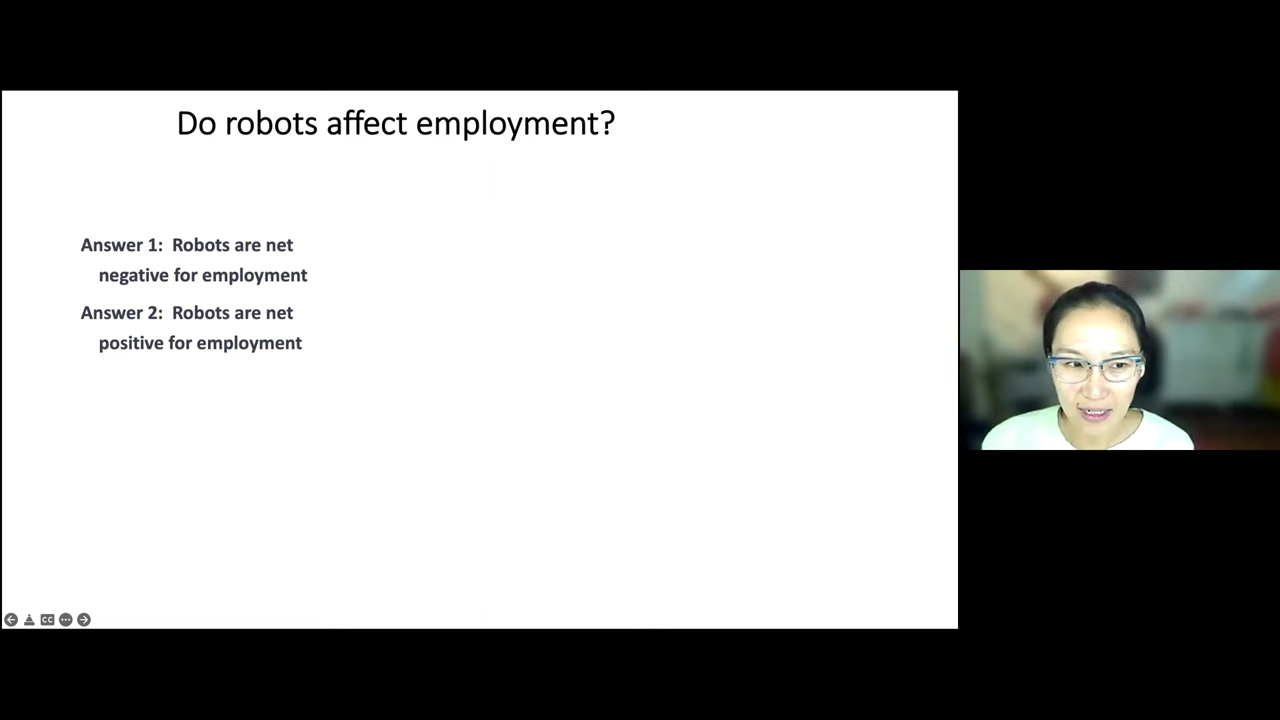 Do robots affect employment?
Answer 1: Robots are net
negative for employment
Answer 2: Robots are net
positive for employment
CC